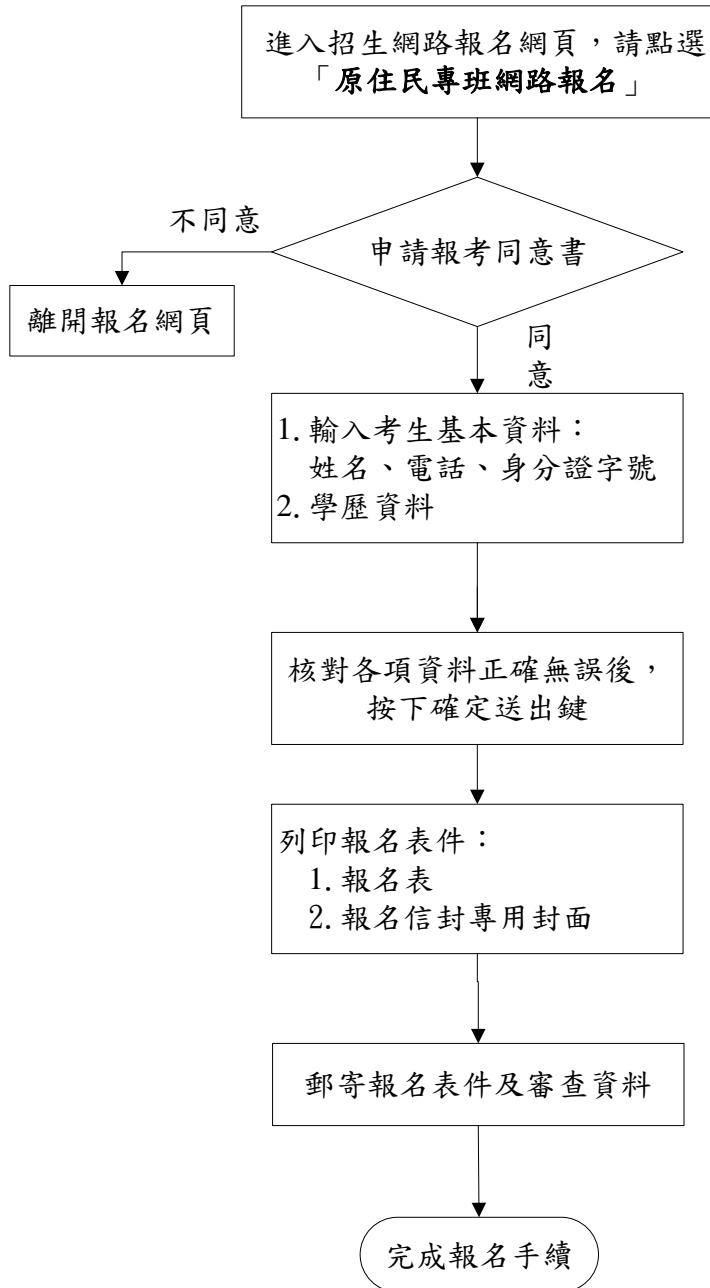 進入招生網路報名網頁，請點選
「原住民專班網路報名」
不同意
申請報考同意書
離開報名網頁
同
意
1.輸入考生基本資料：
姓名、電話、身分證字號
2.學歷資料
核對各項資料正確無誤後，
按下確定送出鍵
列印報名表件：
1.報名表
2.報名信封專用封面
郵寄報名表件及審查資料
完成報名手續